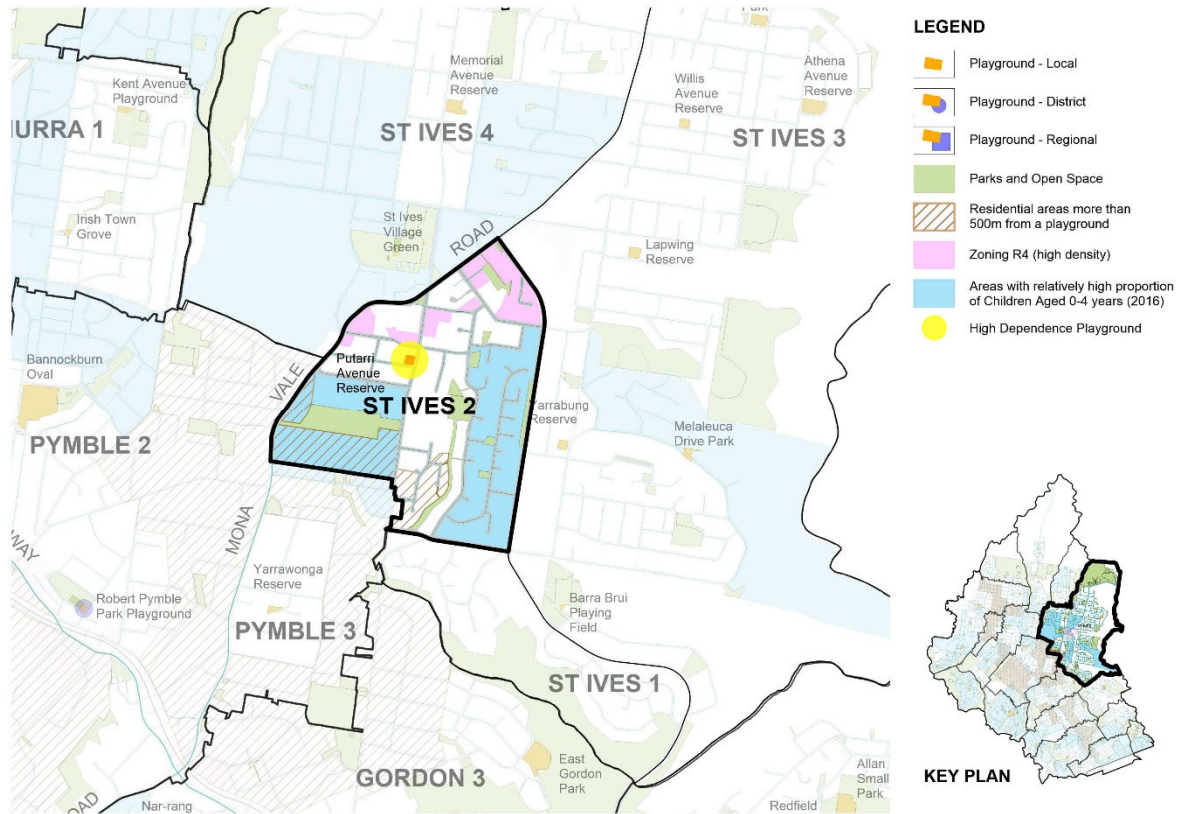 Kent Avenue
Playground
Memorial
Avenue
Reserve
Park
Willis
Avenue
Reserve
Athena
Avenue
Reserve
IURRA 1
ST IVES 4
ST IVES 3
Irish Town
Grove
St Ives
Village
Green
ROAD
Lapwing
Reserve
Bannockburn
Oval
VALE
Putarri
Avenue
Reserve
ST IVES 2
Yarrabung
Reserve
Melaleuca
Drive Park
PYMBLE 2
WAY
MONA
Robert Pymble
Park Playground
Yarrawonga
Reserve
PYMBLE 3
Barra Brui
Playing
Field
ST IVES 1
GORDON 3
East
Gordon
Park
Allan
Small
Park
ROAD
Nar-rang
Redfield
LEGEND
Playground - Local
Playground - District
Playground - Regional
Parks and Open Space
Residential areas more than
500m from a playground
Zoning R4 (high density)
Areas with relatively high proportion
of Children Aged 0-4 years (2016)
High Dependence Playground
KEY PLAN